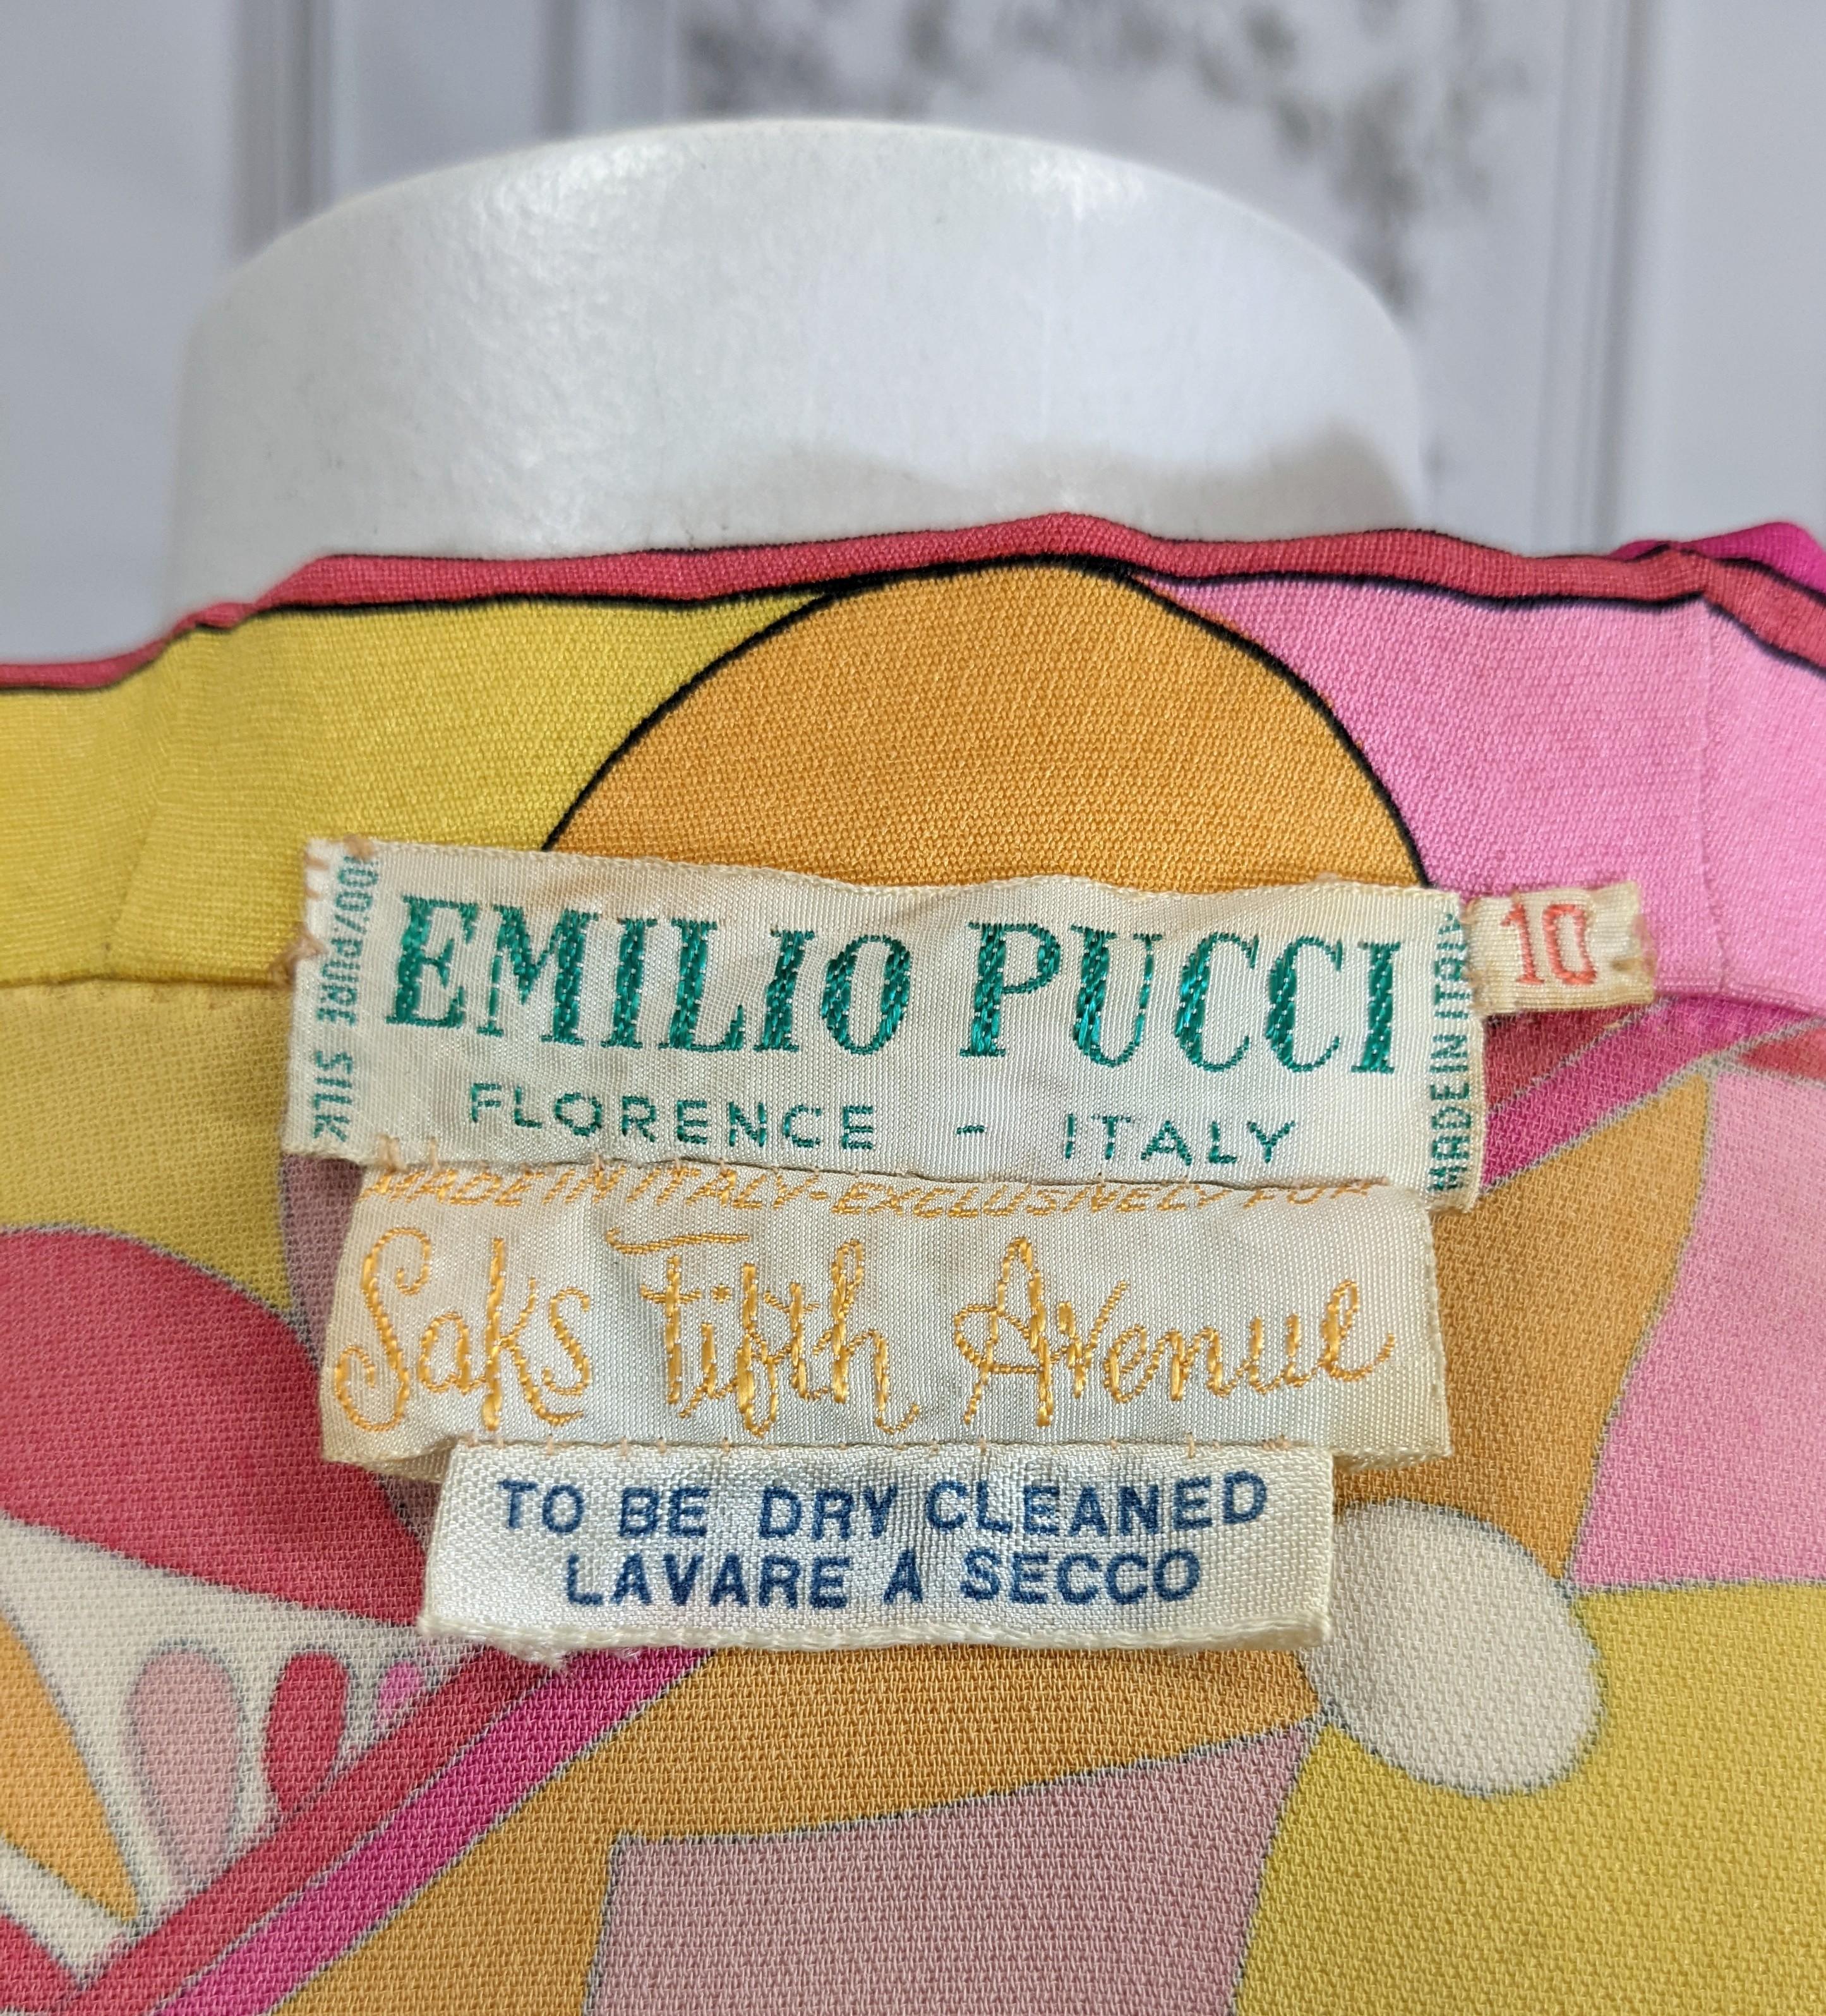 100% PURE SILK
EMILIO PUCCI
FLORENCE - ITALY
MADE IN ITALY
10
MADE IN ITALY-EXCLUSIVELY FOR
Saks Fifth Avenue
TO BE DRY CLEANED
LAVARE A SECCO